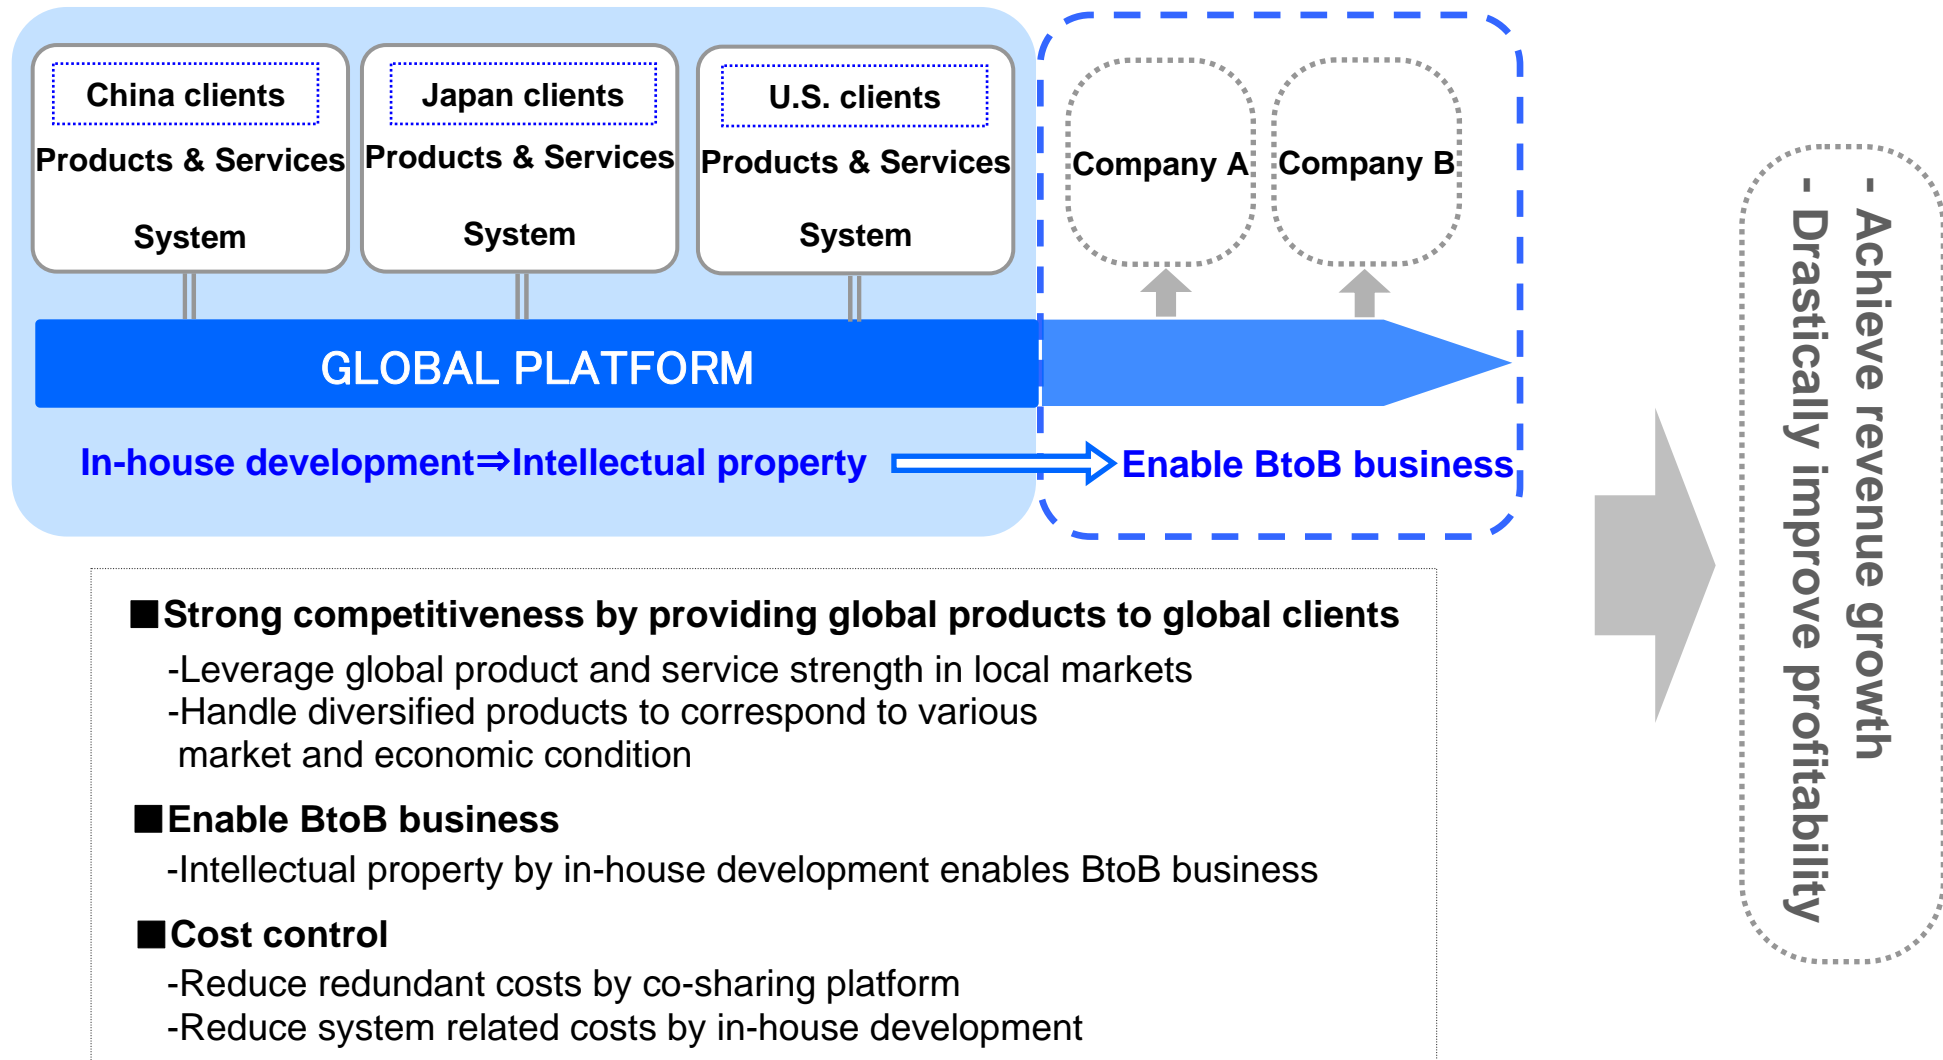 China clients
Products & Services
System
Japan clients
Products & Services
System
U.S. clients
Products & Services
System
Company A
Company B
GLOBAL PLATFORM
In-house development⇒Intellectual property
Enable BtoB business
■Strong competitiveness by providing global products to global clients
-Leverage global product and service strength in local markets
-Handle diversified products to correspond to various
market and economic condition
■Enable BtoB business
-Intellectual property by in-house development enables BtoB business
■Cost control
-Reduce redundant costs by co-sharing platform
-Reduce system related costs by in-house development
- Achieve revenue growth
- Drastically improve profitability